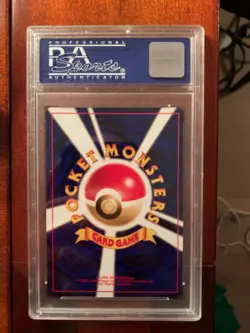 PROFESSIONAL
PSA
Sports
AUTHENTICATOR
POCKET MONSTERS
CARD GAME